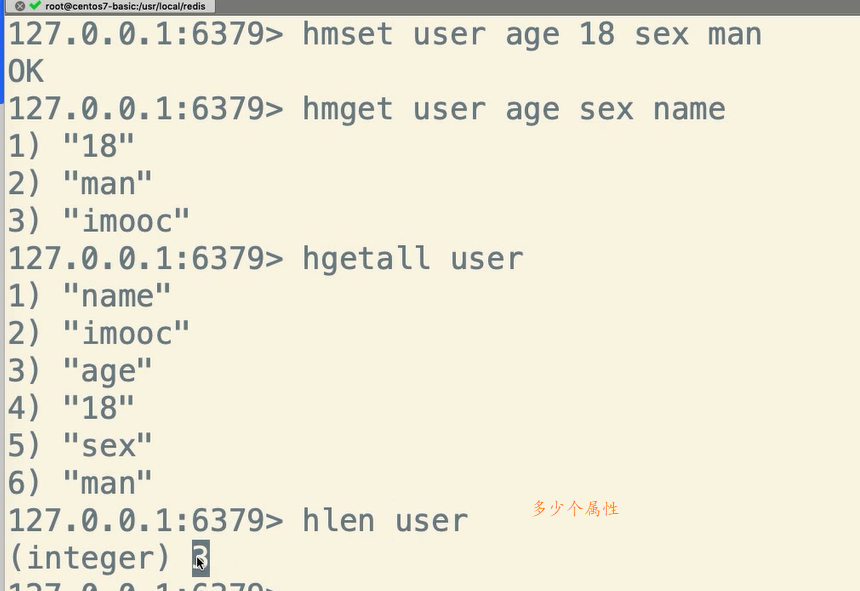 root@centos7-basic:/usr/local/redis
127.0.0.1:6379> hmset user age 18 sex man
OK
127.0.0.1:6379> hmget user age sex name
1) "18"
2) "man"
3) "imooc"
127.0.0.1:6379> hgetall user
1) "name"
2) "imooc"
3) "age"
4) "18"
5) "sex"
6) "man"
多少个属性
127.0.0.1:6379> hlen user
(integer) 3
127.0.0.1:6379>